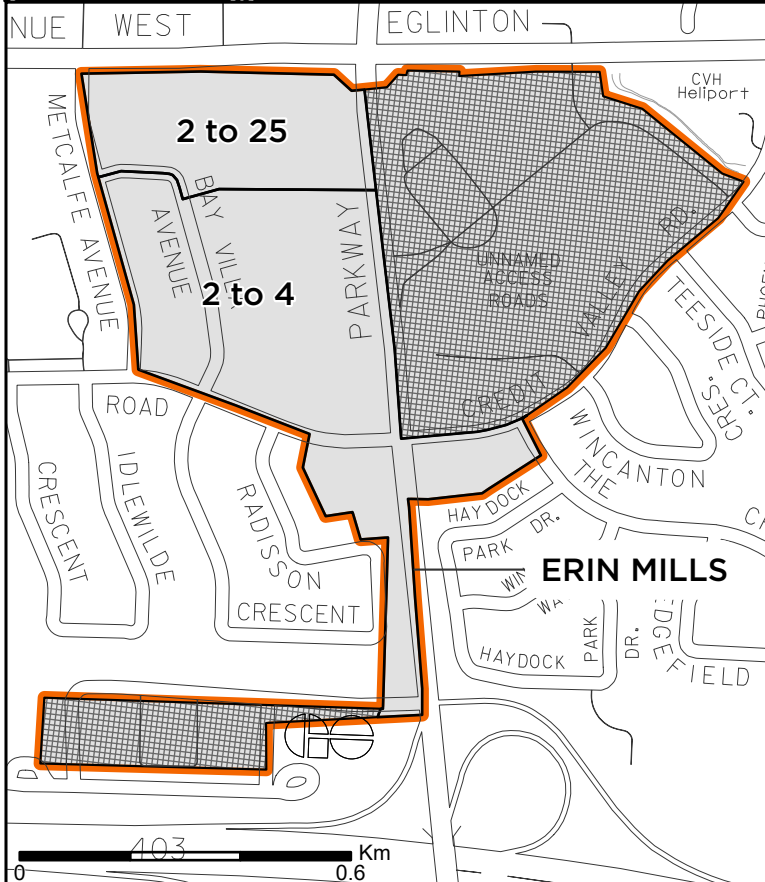 NUE WEST EGLINTON
CVH
Heliport
METCALFE AVENUE
2 to 25
BAY VILLA
AVENUE
PARKWAY
2 to 4
UNNAMED
ACCESS
ROADS
CREDIT VALLEY RD.
TEESIDE CT.
CRES.
ROAD
WINCANTON
THE
CRESCENT
IDLEWILDE
RADISSON
CRESCENT
HAYDOCK
PARK DR.
ERIN MILLS
HAYDOCK
PARK
DR.
EDGEFIELD
403
Km
0 0.6